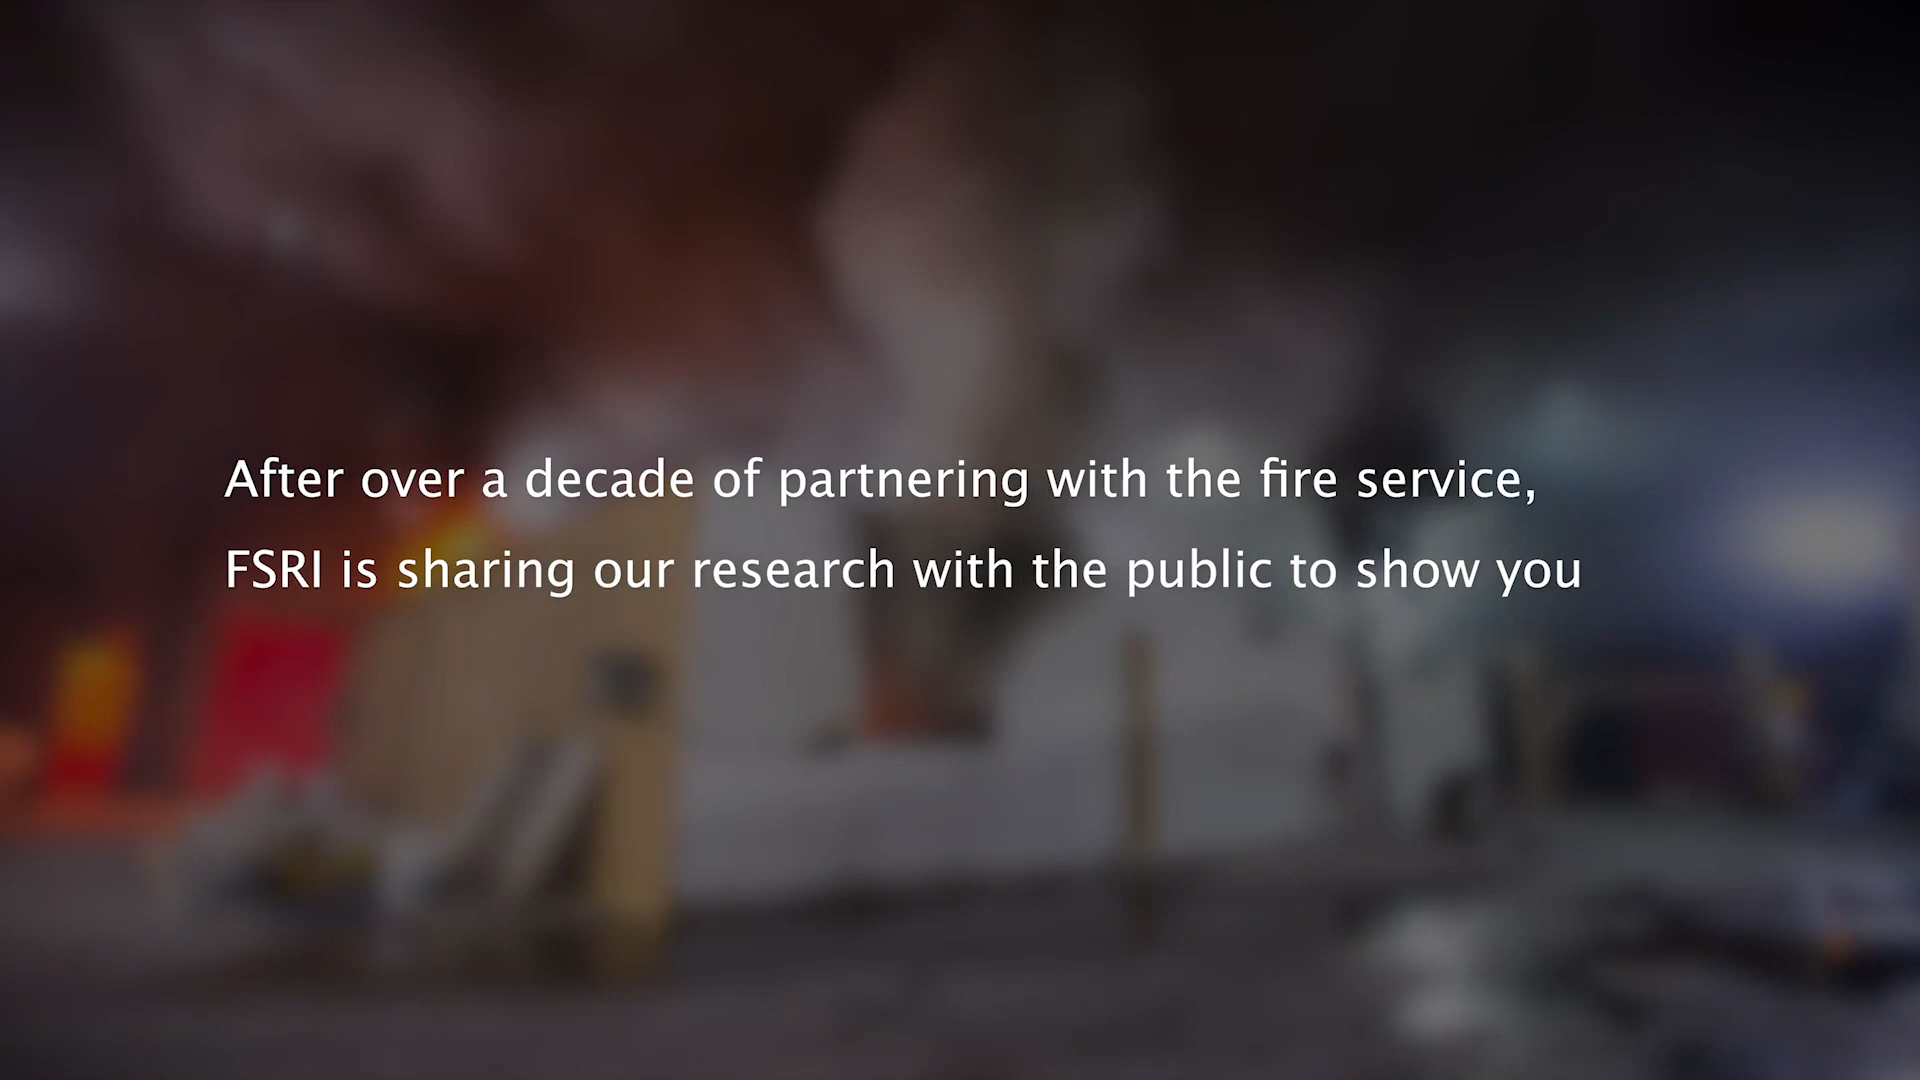 After over a decade of partnering with the fire service,
FSRI is sharing our research with the public to show you